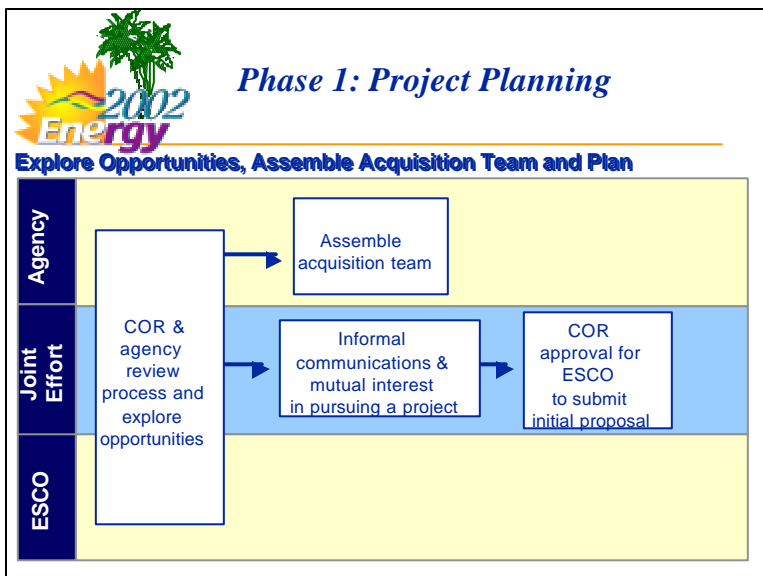 2002
Energy
Phase 1: Project Planning
Explore Opportunities, Assemble Acquisition Team and Plan
Agency
Assemble
acquisition team
COR &
agency
review
process and
explore
opportunities
Joint
Effort
Informal
communications &
mutual interest
in pursuing a project
COR
approval for
ESCO
to submit
initial proposal
ESCO